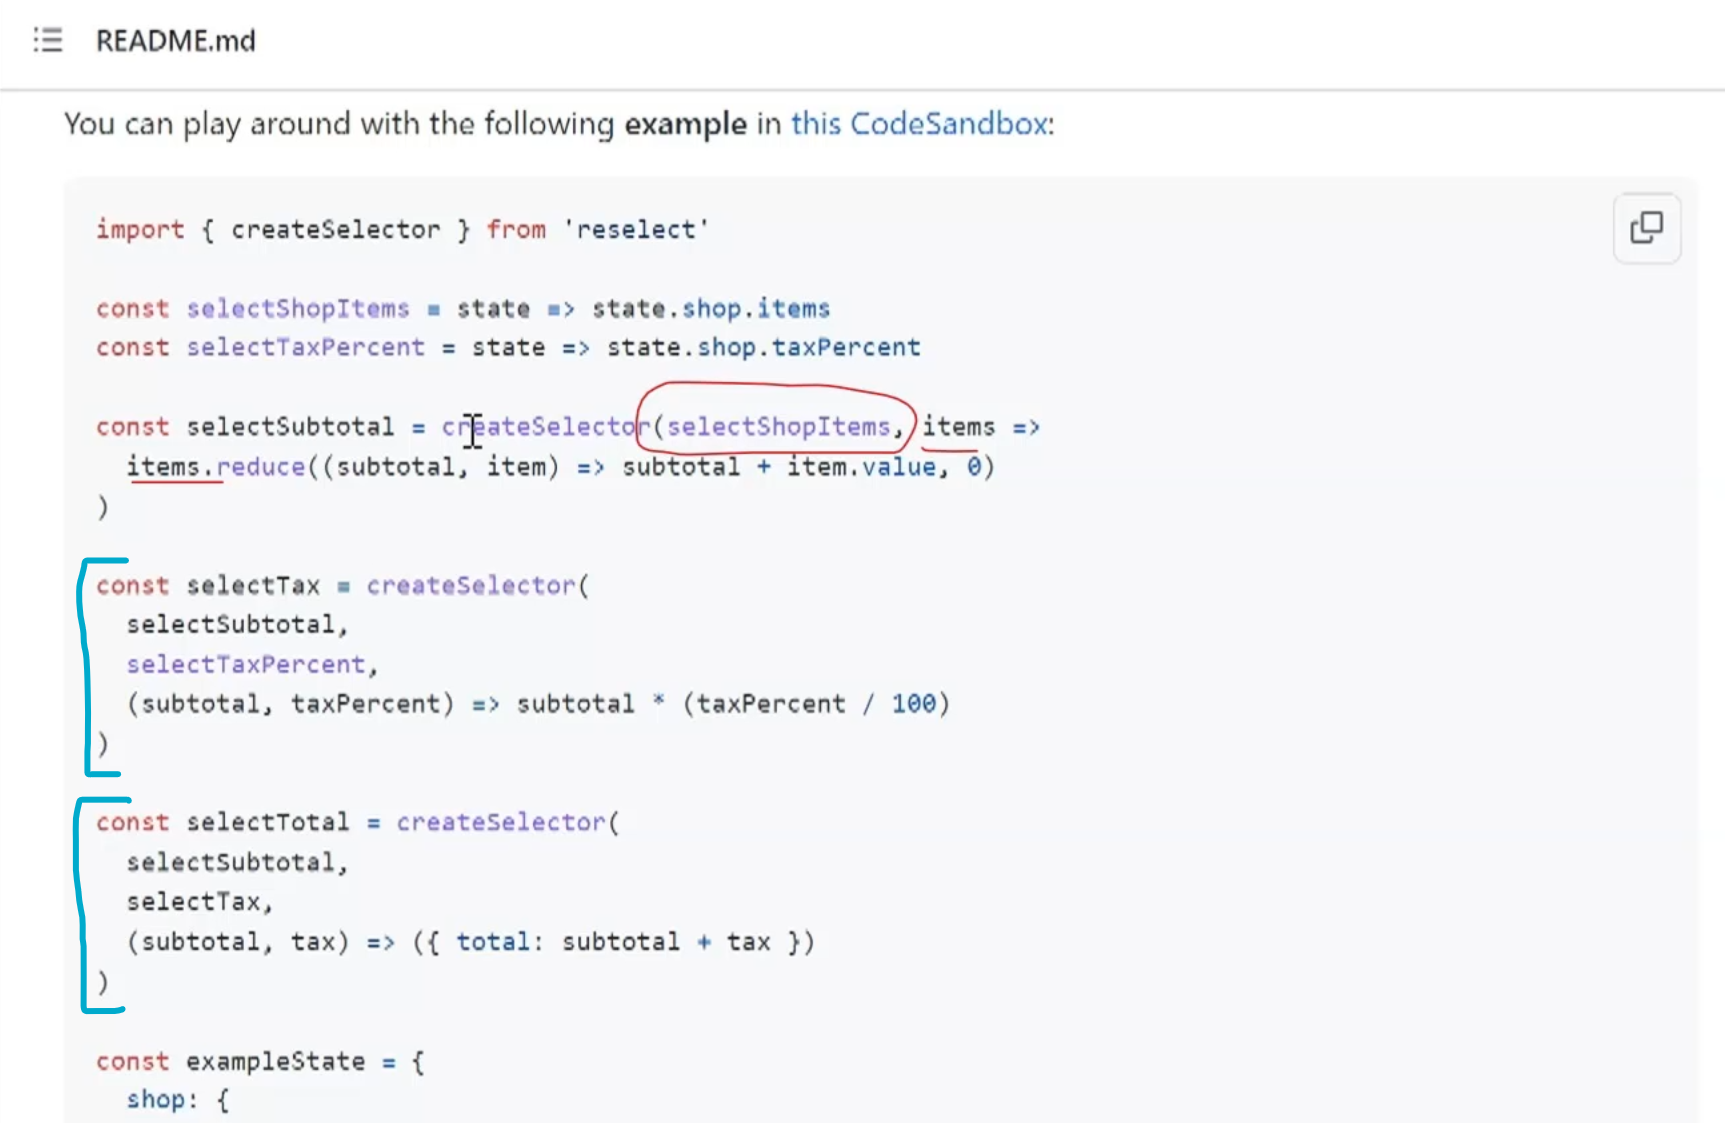 README.md
You can play around with the following example in this CodeSandbox:
import { createSelector } from 'reselect'
const selectShopItems = state => state.shop.items
const selectTaxPercent = state => state.shop.taxPercent
const selectSubtotal = createSelector(selectShopItems, items =>
items.reduce((subtotal, item) => subtotal + item.value, 0)
)
const selectTax = createSelector(
selectSubtotal,
selectTaxPercent,
(subtotal, taxPercent) => subtotal * (taxPercent / 100)
)
const selectTotal = createSelector(
selectSubtotal,
selectTax,
(subtotal, tax) => ({ total: subtotal + tax })
)
const exampleState = {
shop: {